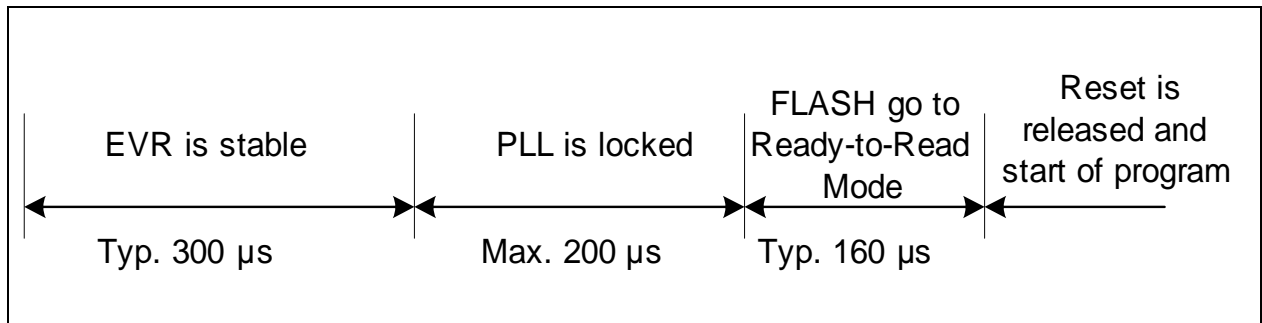 EVR is stable
PLL is locked
FLASH go to
Ready-to-Read
Mode
Reset is
released and
start of program
Typ. 300 µs
Max. 200 µs
Typ. 160 µs